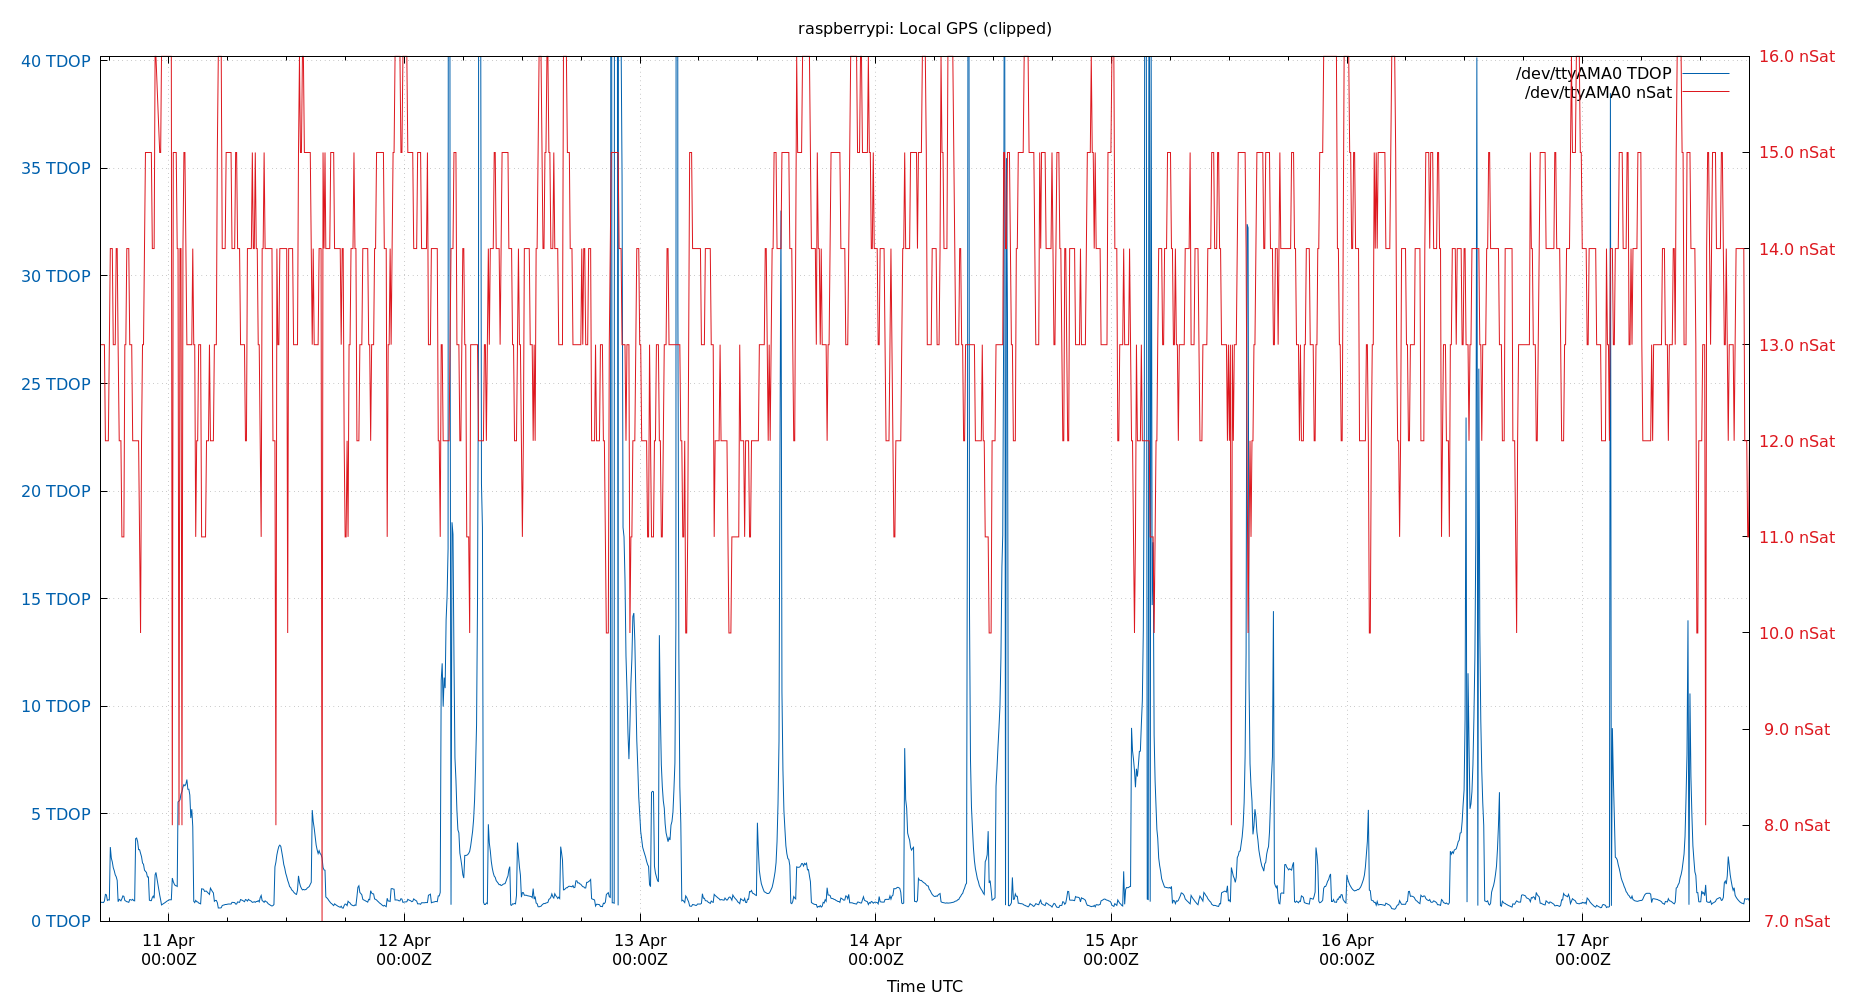 raspberrypi: Local GPS (clipped)
40 TDOP
35 TDOP
30 TDOP
25 TDOP
20 TDOP
15 TDOP
10 TDOP
5 TDOP
0 TDOP
16.0 nSat
15.0 nSat
14.0 nSat
13.0 nSat
12.0 nSat
11.0 nSat
10.0 nSat
9.0 nSat
8.0 nSat
7.0 nSat
/dev/ttyAMA0 TDOP
/dev/ttyAMA0 nSat
11 Apr
00:00Z
12 Apr
00:00Z
13 Apr
00:00Z
14 Apr
00:00Z
15 Apr
00:00Z
16 Apr
00:00Z
17 Apr
00:00Z
Time UTC